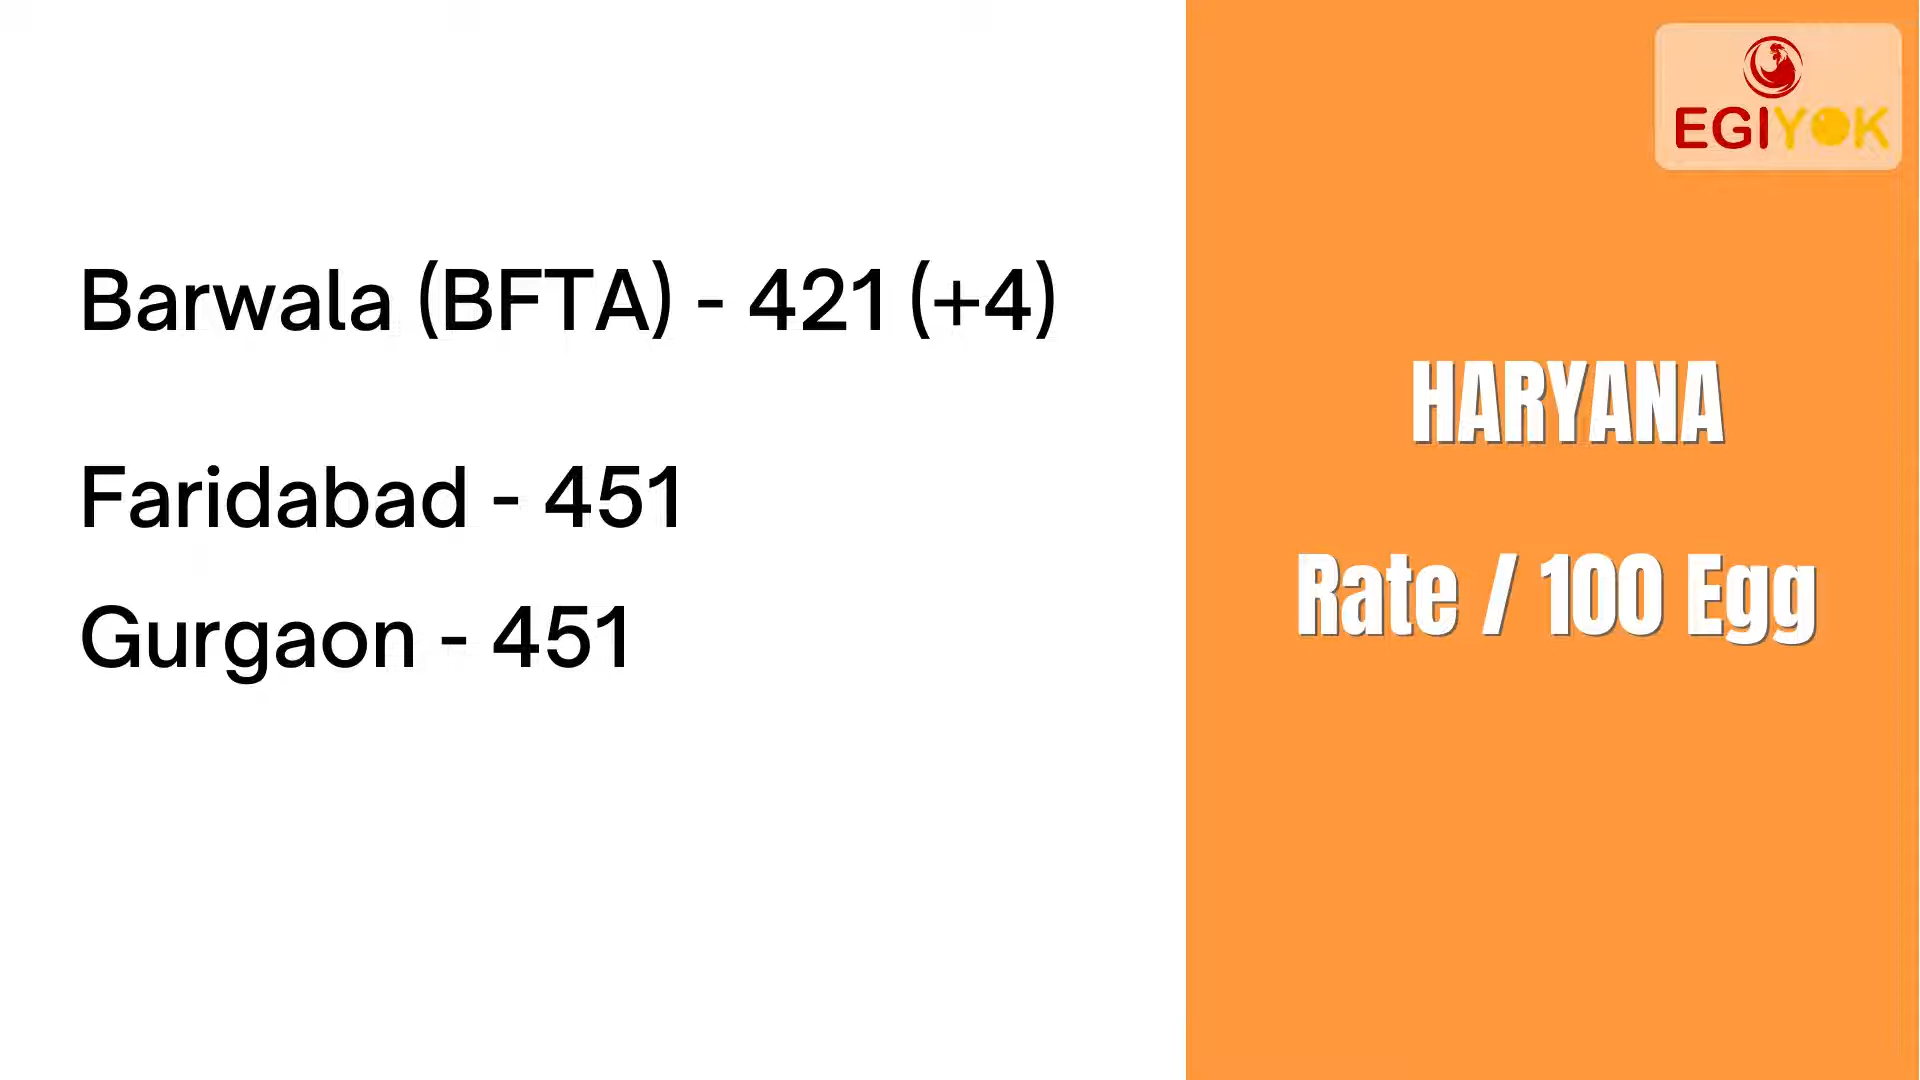 Barwala (BFTA) - 421 (+4)
Faridabad - 451
Gurgaon - 451
EGIYOK
HARYANA
Rate / 100 Egg